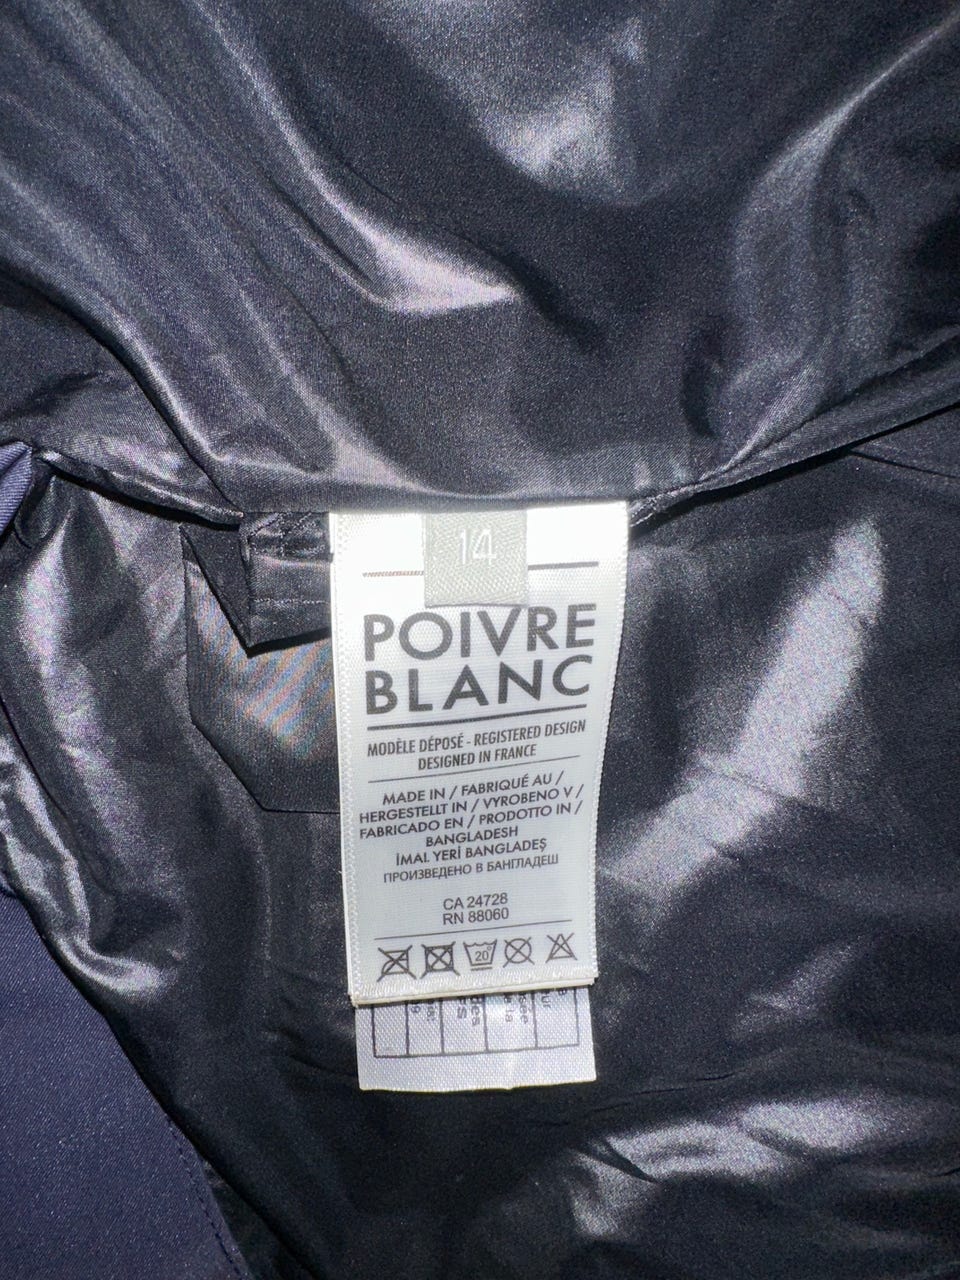 14
POIVRE
BLANC
MODÈLE DÉPOSÉ - REGISTERED DESIGN
DESIGNED IN FRANCE
MADE IN / FABRIQUÉ AU /
HERGESTELLT IN / VYROBENO V /
FABRICADO EN / PRODOTTO IN /
BANGLADESH
İMAL YERİ BANGLADEŞ
ПРОИЗВЕДЕНО В БАНГЛАДЕШ
CA 24728
RN 88060
20°